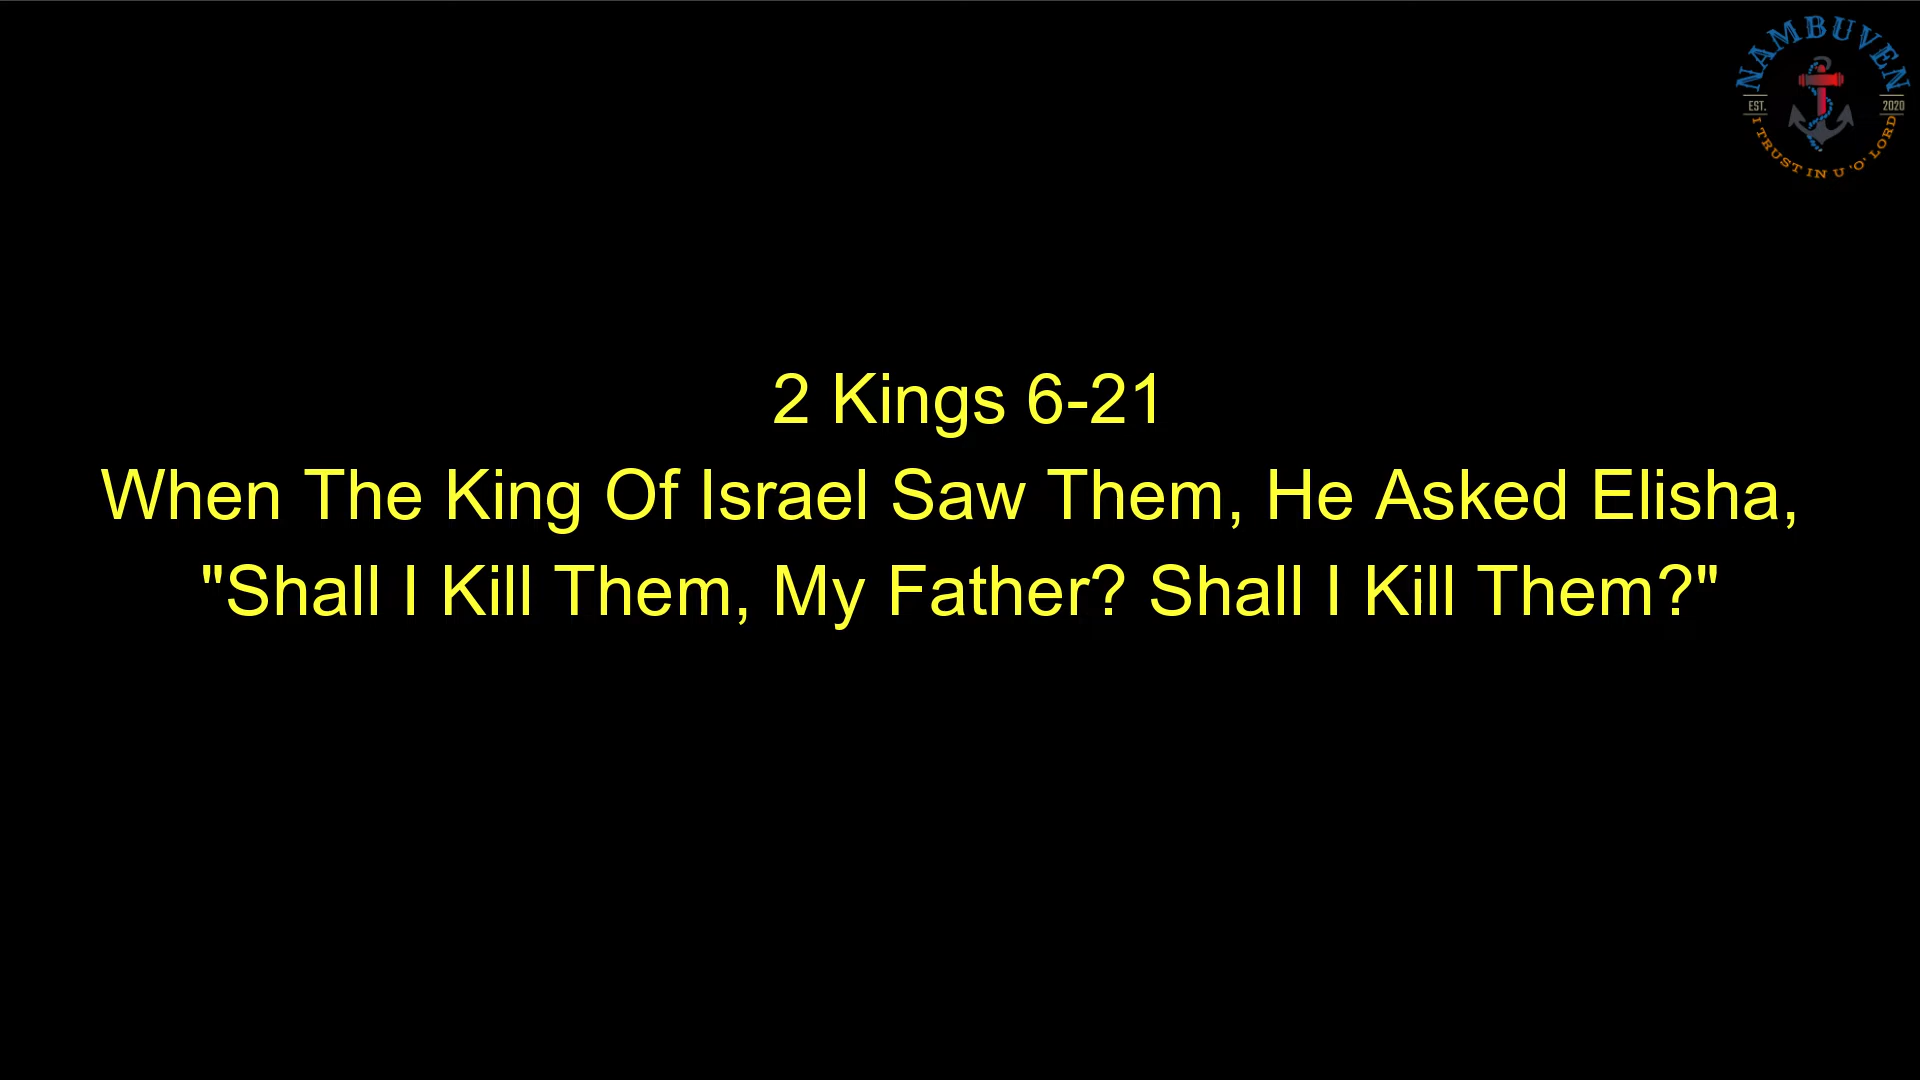 NAMBUVEN
EST. 2020
I TRUST IN U 'O' LORD
2 Kings 6-21
When The King Of Israel Saw Them, He Asked Elisha,
"Shall I Kill Them, My Father? Shall I Kill Them?"